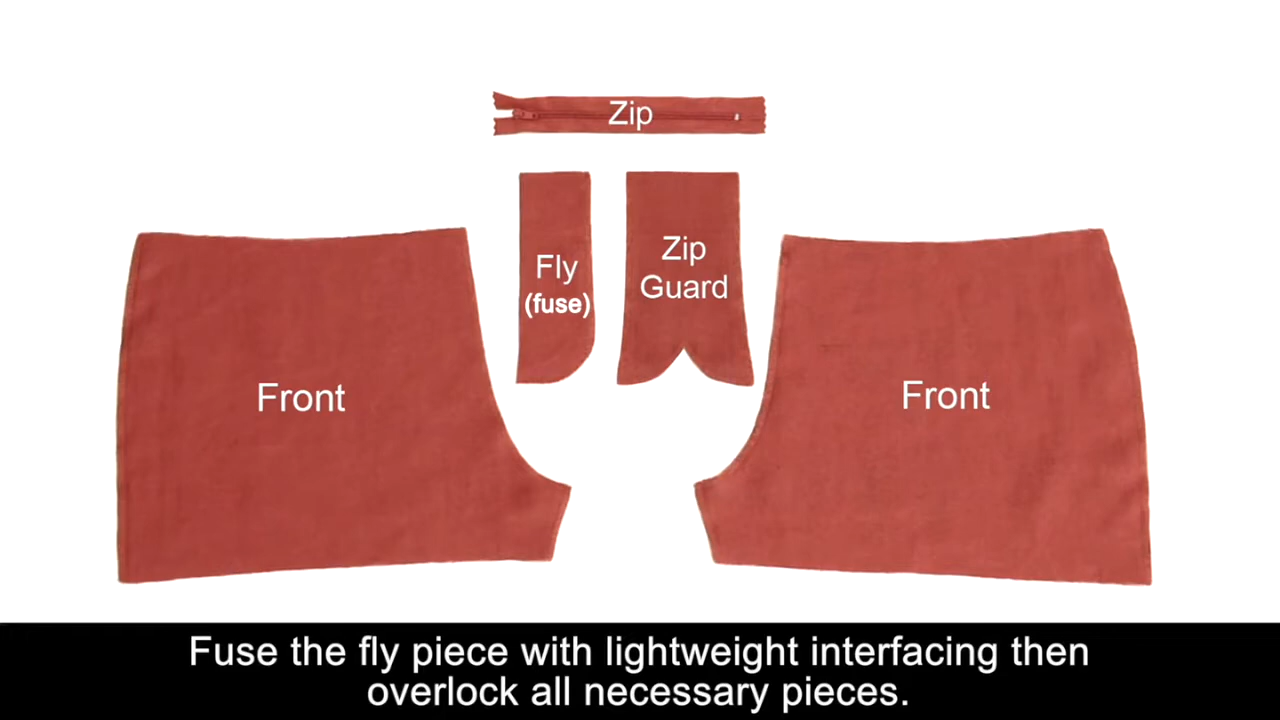 Zip
Fly
(fuse)
Zip
Guard
Front
Front
Fuse the fly piece with lightweight interfacing then
overlock all necessary pieces.